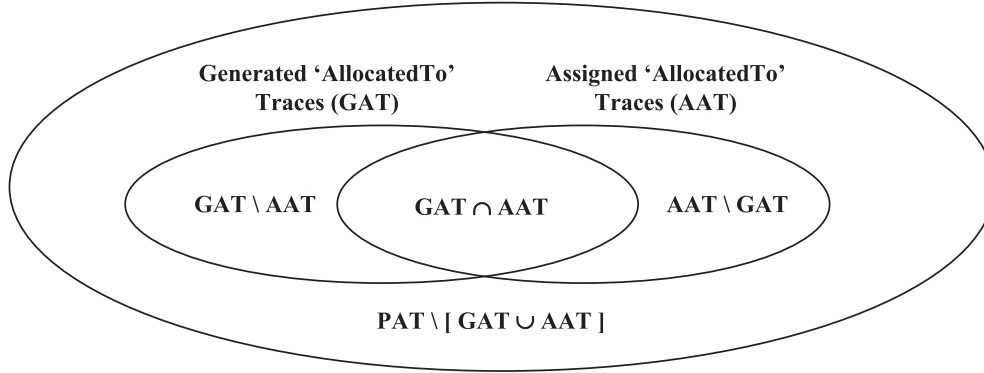 Generated ‘AllocatedTo’
Traces (GAT)
Assigned ‘AllocatedTo’
Traces (AAT)
GAT \ AAT
GAT ∩ AAT
AAT \ GAT
PAT \ [ GAT ∪ AAT ]